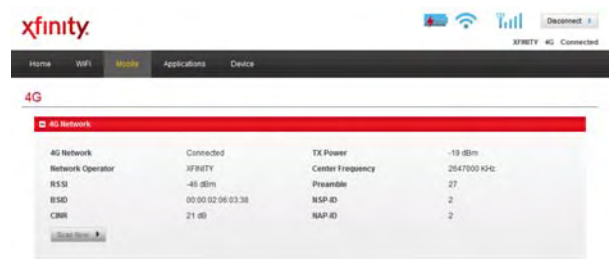 xfinity.
Disconnect
XFINITY 4G Connected
Home WiFi Mobile Applications Device
4G
4G Network
4G Network Connected TX Power -19 dBm
Network Operator XFINITY Center Frequency 2647000 KHz
RSSI -46 dBm Preamble 27
BSID 00:00:02:06:03:38 NSP-ID 2
CINR 21 dB NAP-ID 2
Scan Now